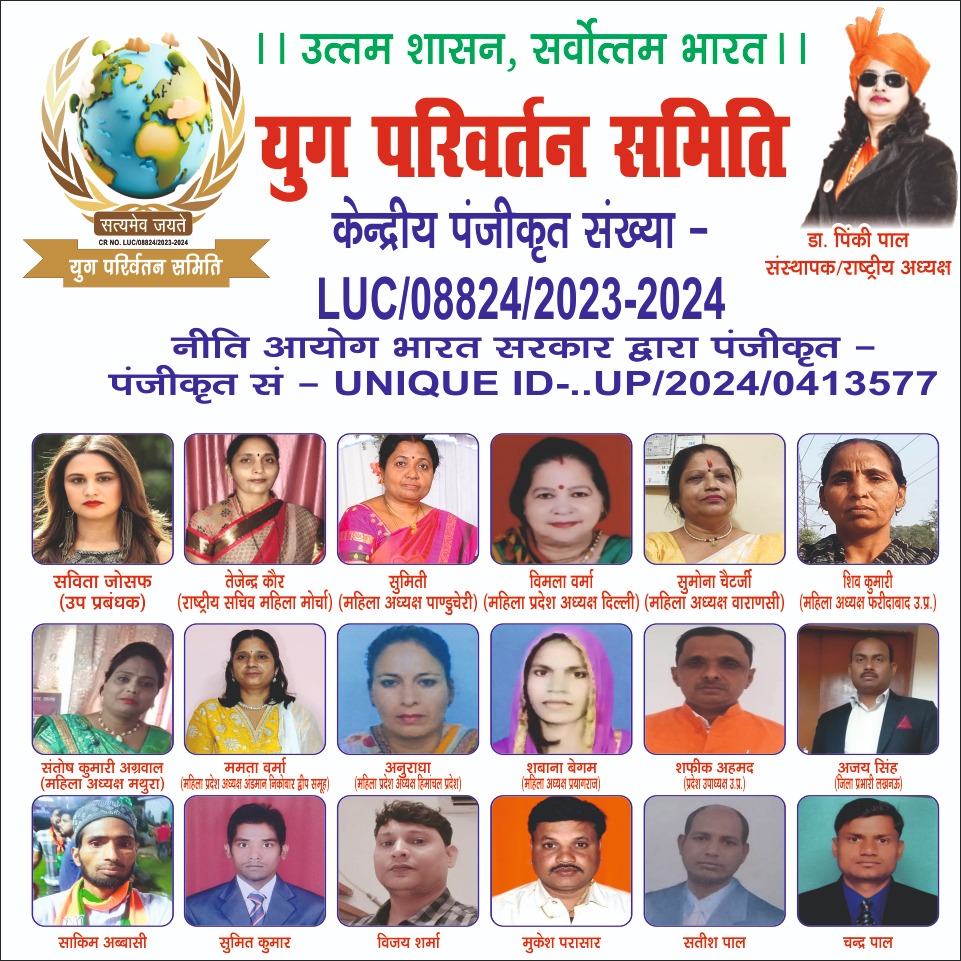 ।। उत्तम शासन, सर्वोत्तम भारत।।
युग परिवर्तन समिति
सत्यमेव जयते
CR NO. LUC/08824/2023-2024
युग परिर्वतन समिति
केन्द्रीय पंजीकृत संख्या -
LUC/08824/2023-2024
डा. पिंकी पाल
संस्थापक/राष्ट्रीय अध्यक्ष
नीति आयोग भारत सरकार द्वारा पंजीकृत -
पंजीकृत सं - UNIQUE ID-..UP/2024/0413577
सविता जोसफ
(उप प्रबंधक)
तेजेन्द्र कौर
(राष्ट्रीय सचिव महिला मोर्चा)
सुमिती
(महिला अध्यक्ष पाण्डुचेरी)
विमला वर्मा
(महिला प्रदेश अध्यक्ष दिल्ली)
सुमोना चैटर्जी
(महिला अध्यक्ष वाराणसी)
शिव कुमारी
(महिला अध्यक्ष फरीदाबाद उ.प्र.)
संतोष कुमारी अग्रवाल
(महिला अध्यक्ष मथुरा)
ममता वर्मा
(महिला प्रदेश अध्यक्ष अंडमान निकोबार द्वीप समूह)
अनुराधा
(महिला प्रदेश अध्यक्ष हिमांचल प्रदेश)
शबाना बेगम
(महिला अध्यक्ष प्रयागराज)
शफीक अहमद
(प्रदेश उपाध्यक्ष उ.प्र.)
अजय सिंह
(जिला प्रभारी लखनऊ)
साकिम अब्बासी
सुमित कुमार
विजय शर्मा
मुकेश परासार
सतीश पाल
चन्द्र पाल